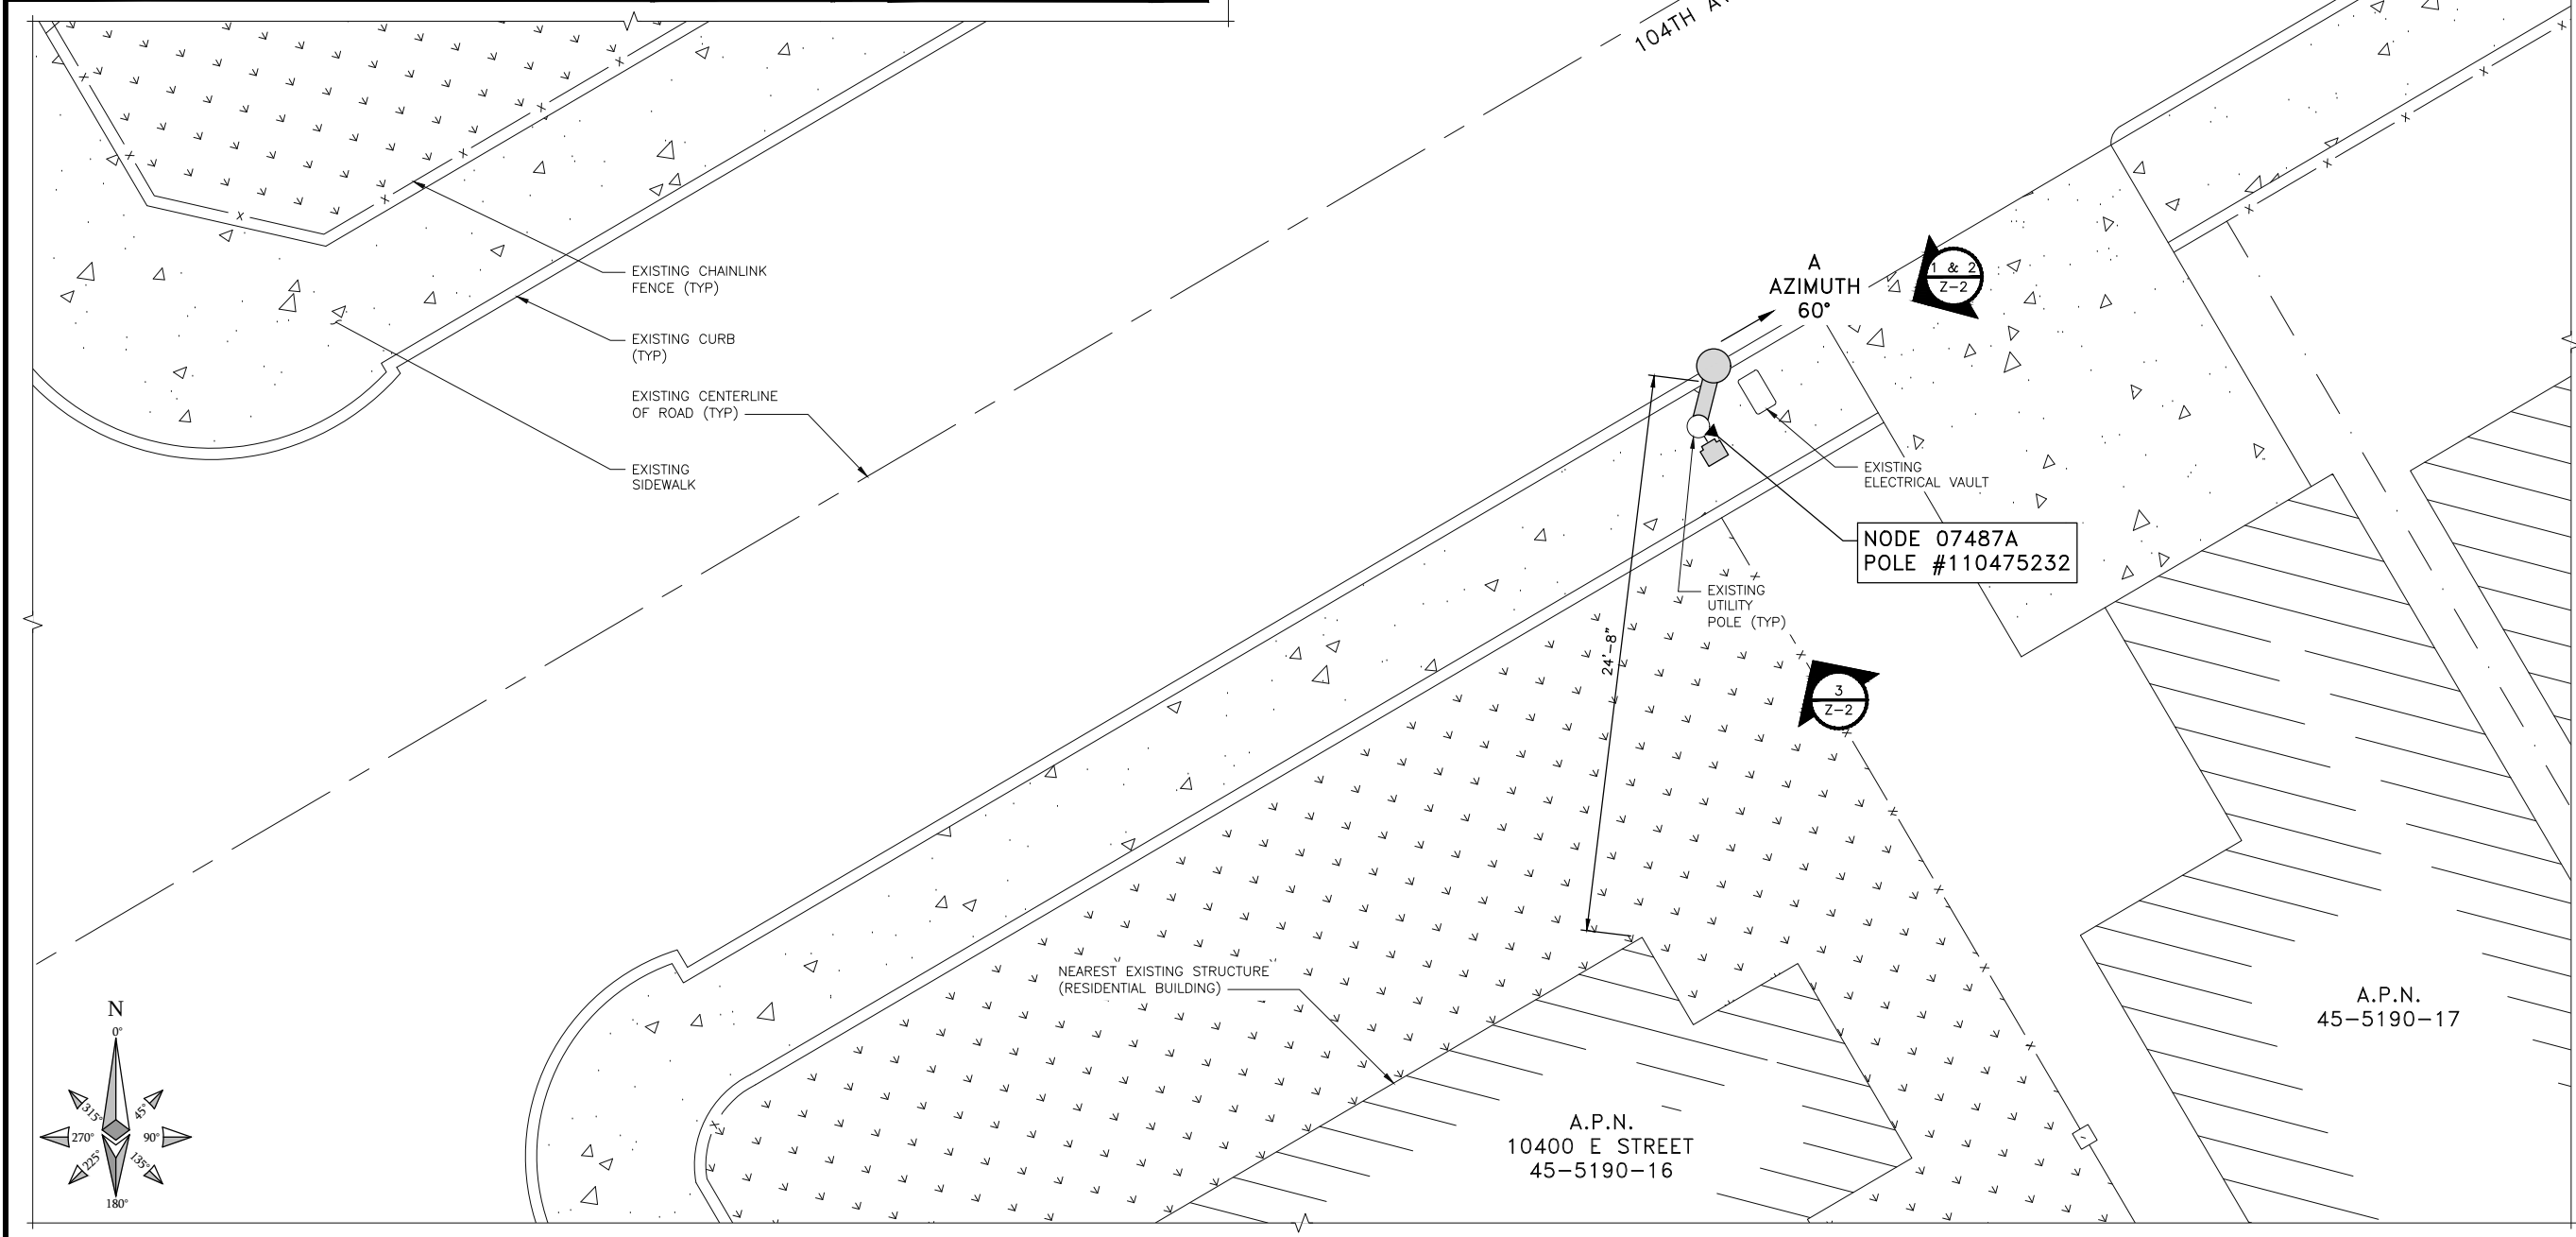 104TH
A
AZIMUTH
60°
1 & 2
Z-2
EXISTING CHAINLINK
FENCE (TYP)
EXISTING CURB
(TYP)
EXISTING CENTERLINE
OF ROAD (TYP)
EXISTING
SIDEWALK
EXISTING
ELECTRICAL VAULT
NODE 07487A
POLE #110475232
EXISTING
UTILITY
POLE (TYP)
24'-8"
3
Z-2
NEAREST EXISTING STRUCTURE
(RESIDENTIAL BUILDING)
A.P.N.
45-5190-17
A.P.N.
10400 E STREET
45-5190-16
N
0°
315°
45°
270°
90°
225°
135°
180°